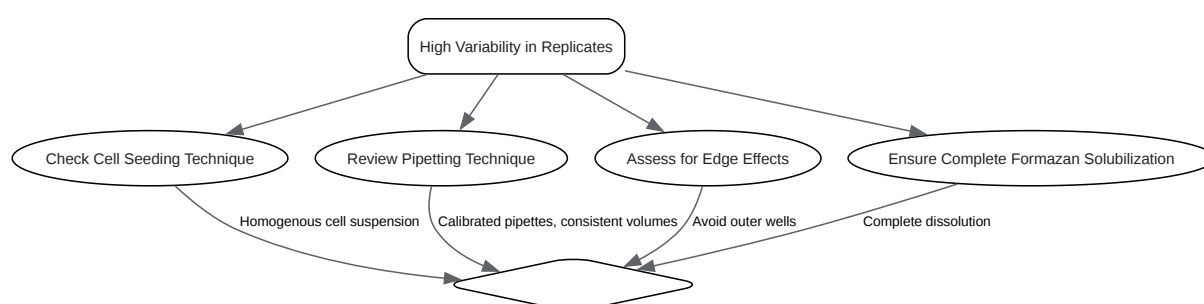 High Variability in Replicates
Check Cell Seeding Technique
Review Pipetting Technique
Assess for Edge Effects
Ensure Complete Formazan Solubilization
Homogenous cell suspension
Calibrated pipettes, consistent volumes
Avoid outer wells
Complete dissolution